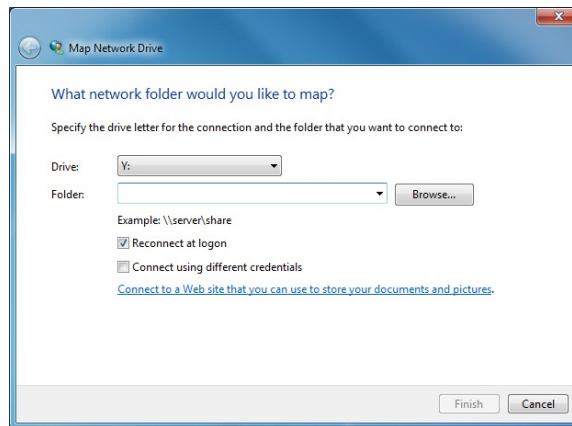 Map Network Drive
What network folder would you like to map?
Specify the drive letter for the connection and the folder that you want to connect to:
Drive: Y:
Folder: Browse...
Example: \\server\share
Reconnect at logon
Connect using different credentials
Connect to a Web site that you can use to store your documents and pictures.
Finish Cancel